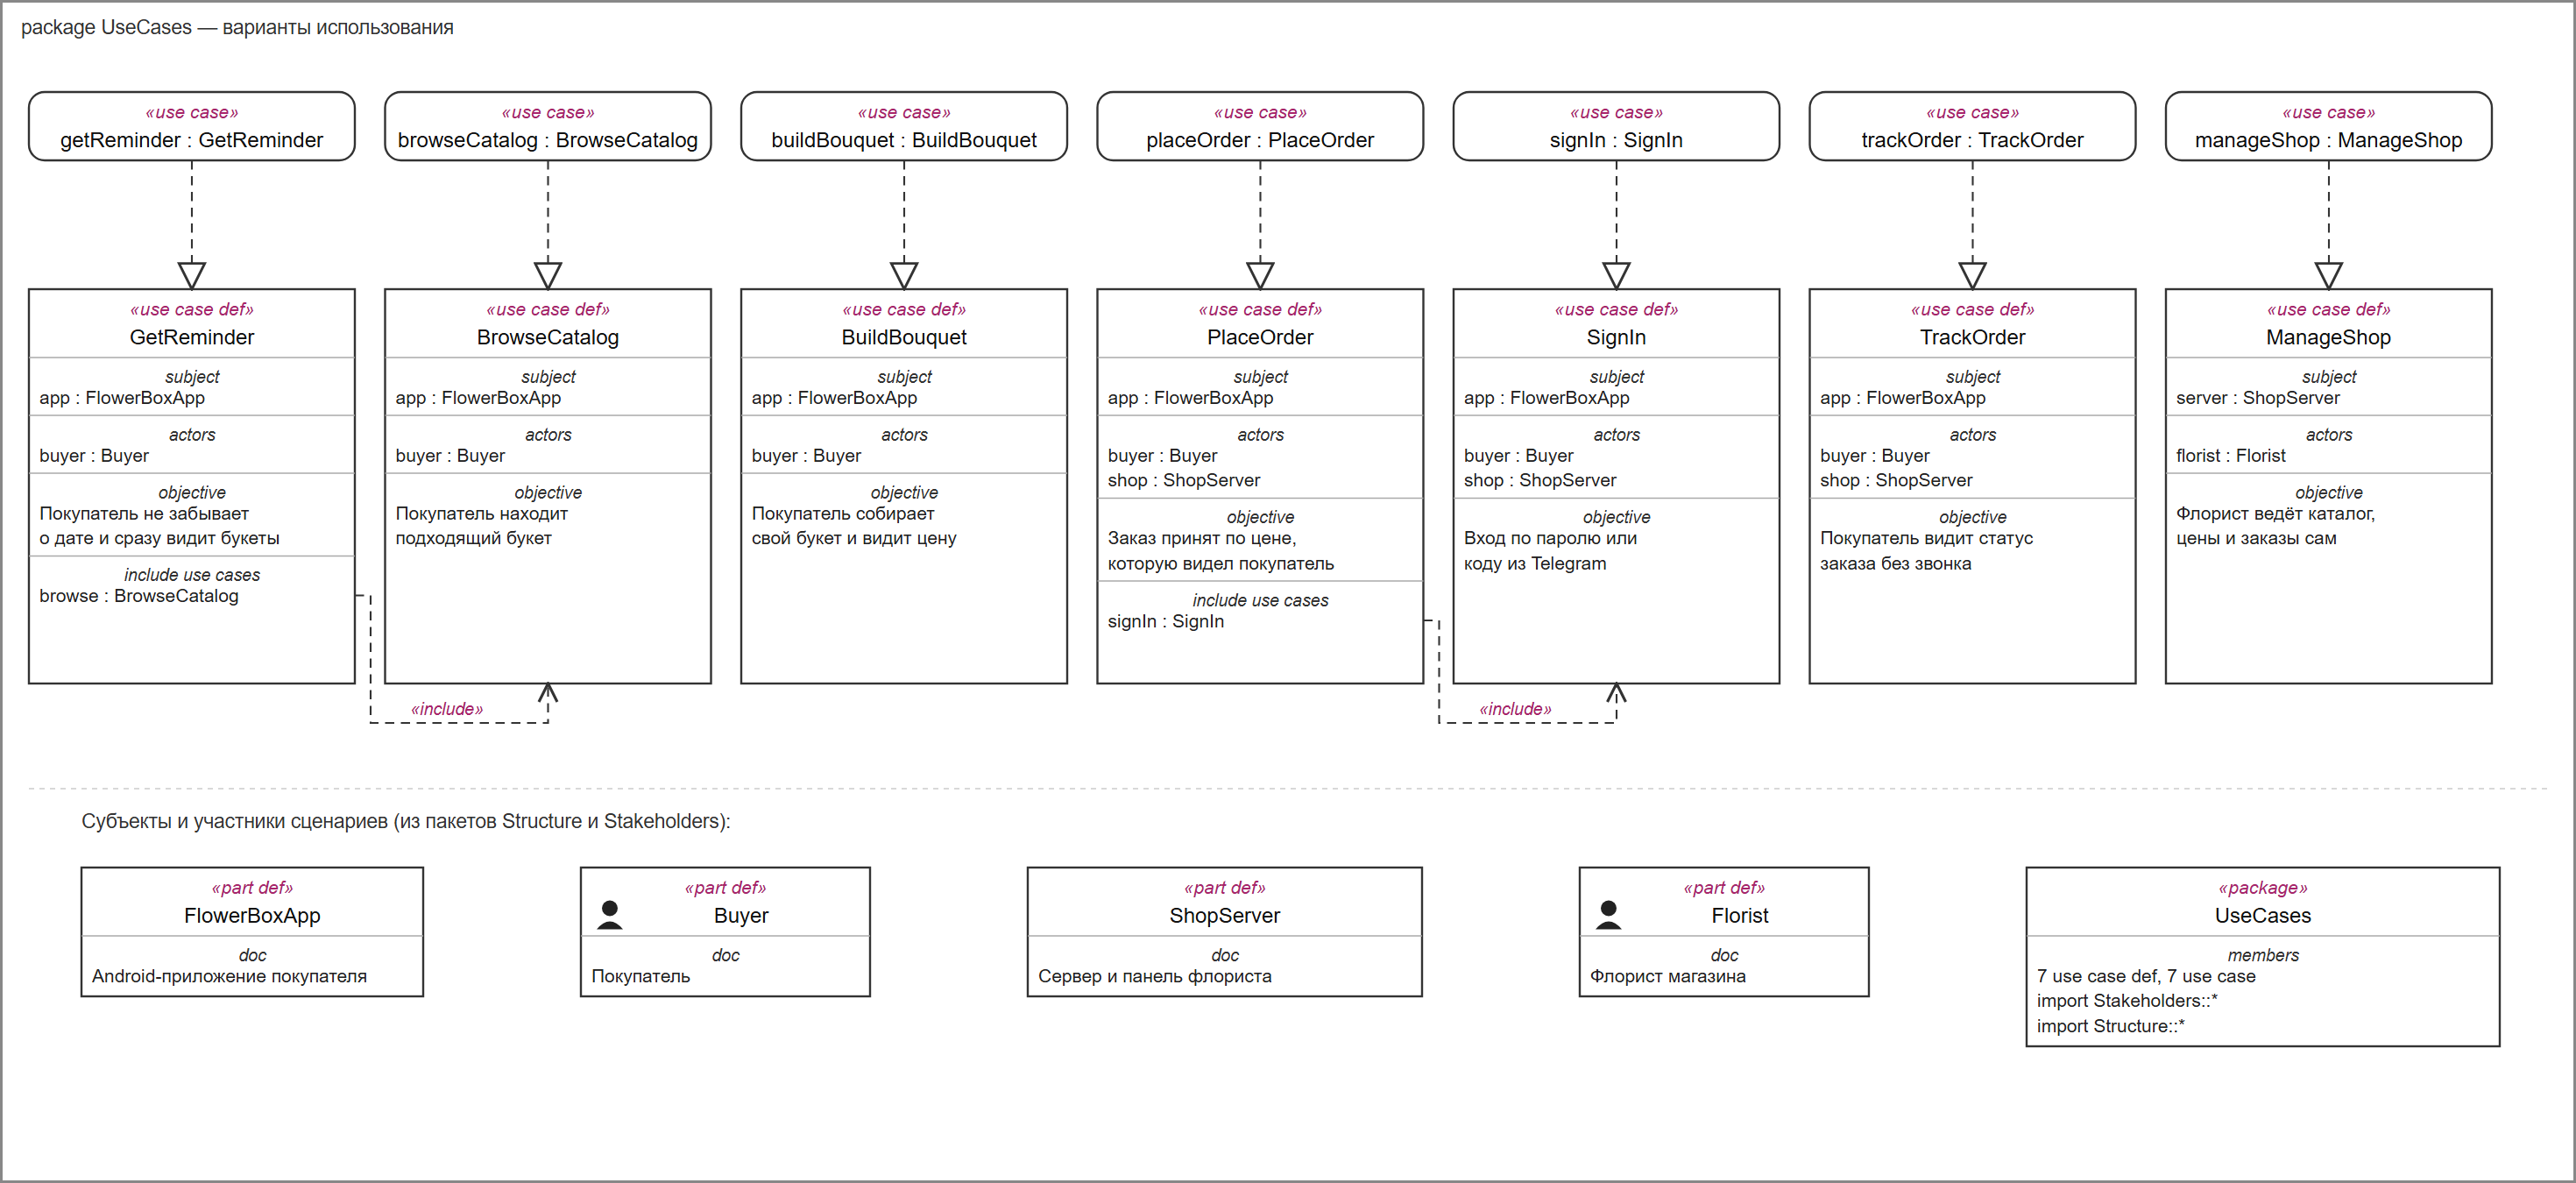 package UseCases — варианты использования
«use case»
getReminder : GetReminder
«use case»
browseCatalog : BrowseCatalog
«use case»
buildBouquet : BuildBouquet
«use case»
placeOrder : PlaceOrder
«use case»
signIn : SignIn
«use case»
trackOrder : TrackOrder
«use case»
manageShop : ManageShop
«use case def»
GetReminder
subject
app : FlowerBoxApp
actors
buyer : Buyer
objective
Покупатель не забывает
о дате и сразу видит букеты
include use cases
browse : BrowseCatalog
«use case def»
BrowseCatalog
subject
app : FlowerBoxApp
actors
buyer : Buyer
objective
Покупатель находит
подходящий букет
«use case def»
BuildBouquet
subject
app : FlowerBoxApp
actors
buyer : Buyer
objective
Покупатель собирает
свой букет и видит цену
«use case def»
PlaceOrder
subject
app : FlowerBoxApp
actors
buyer : Buyer
shop : ShopServer
objective
Заказ принят по цене,
которую видел покупатель
include use cases
signIn : SignIn
«use case def»
SignIn
subject
app : FlowerBoxApp
actors
buyer : Buyer
shop : ShopServer
objective
Вход по паролю или
коду из Telegram
«use case def»
TrackOrder
subject
app : FlowerBoxApp
actors
buyer : Buyer
shop : ShopServer
objective
Покупатель видит статус
заказа без звонка
«use case def»
ManageShop
subject
server : ShopServer
actors
florist : Florist
objective
Флорист ведёт каталог,
цены и заказы сам
«include»
«include»
Субъекты и участники сценариев (из пакетов Structure и Stakeholders):
«part def»
FlowerBoxApp
doc
Android-приложение покупателя
«part def»
Buyer
doc
Покупатель
«part def»
ShopServer
doc
Сервер и панель флориста
«part def»
Florist
doc
Флорист магазина
«package»
UseCases
members
7 use case def, 7 use case
import Stakeholders::*
import Structure::*